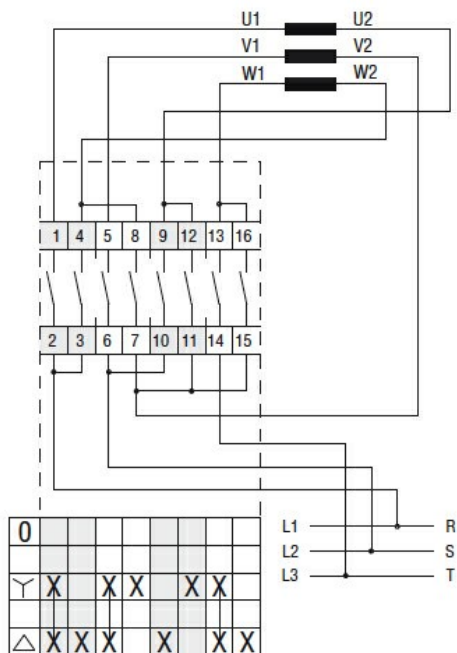 U1 U2
V1 V2
W1 W2
1 4 5 8 9 12 13 16
2 3 6 7 10 11 14 15
L1 R
L2 S
L3 T
0
Y X X X X X
△ X X X X X X